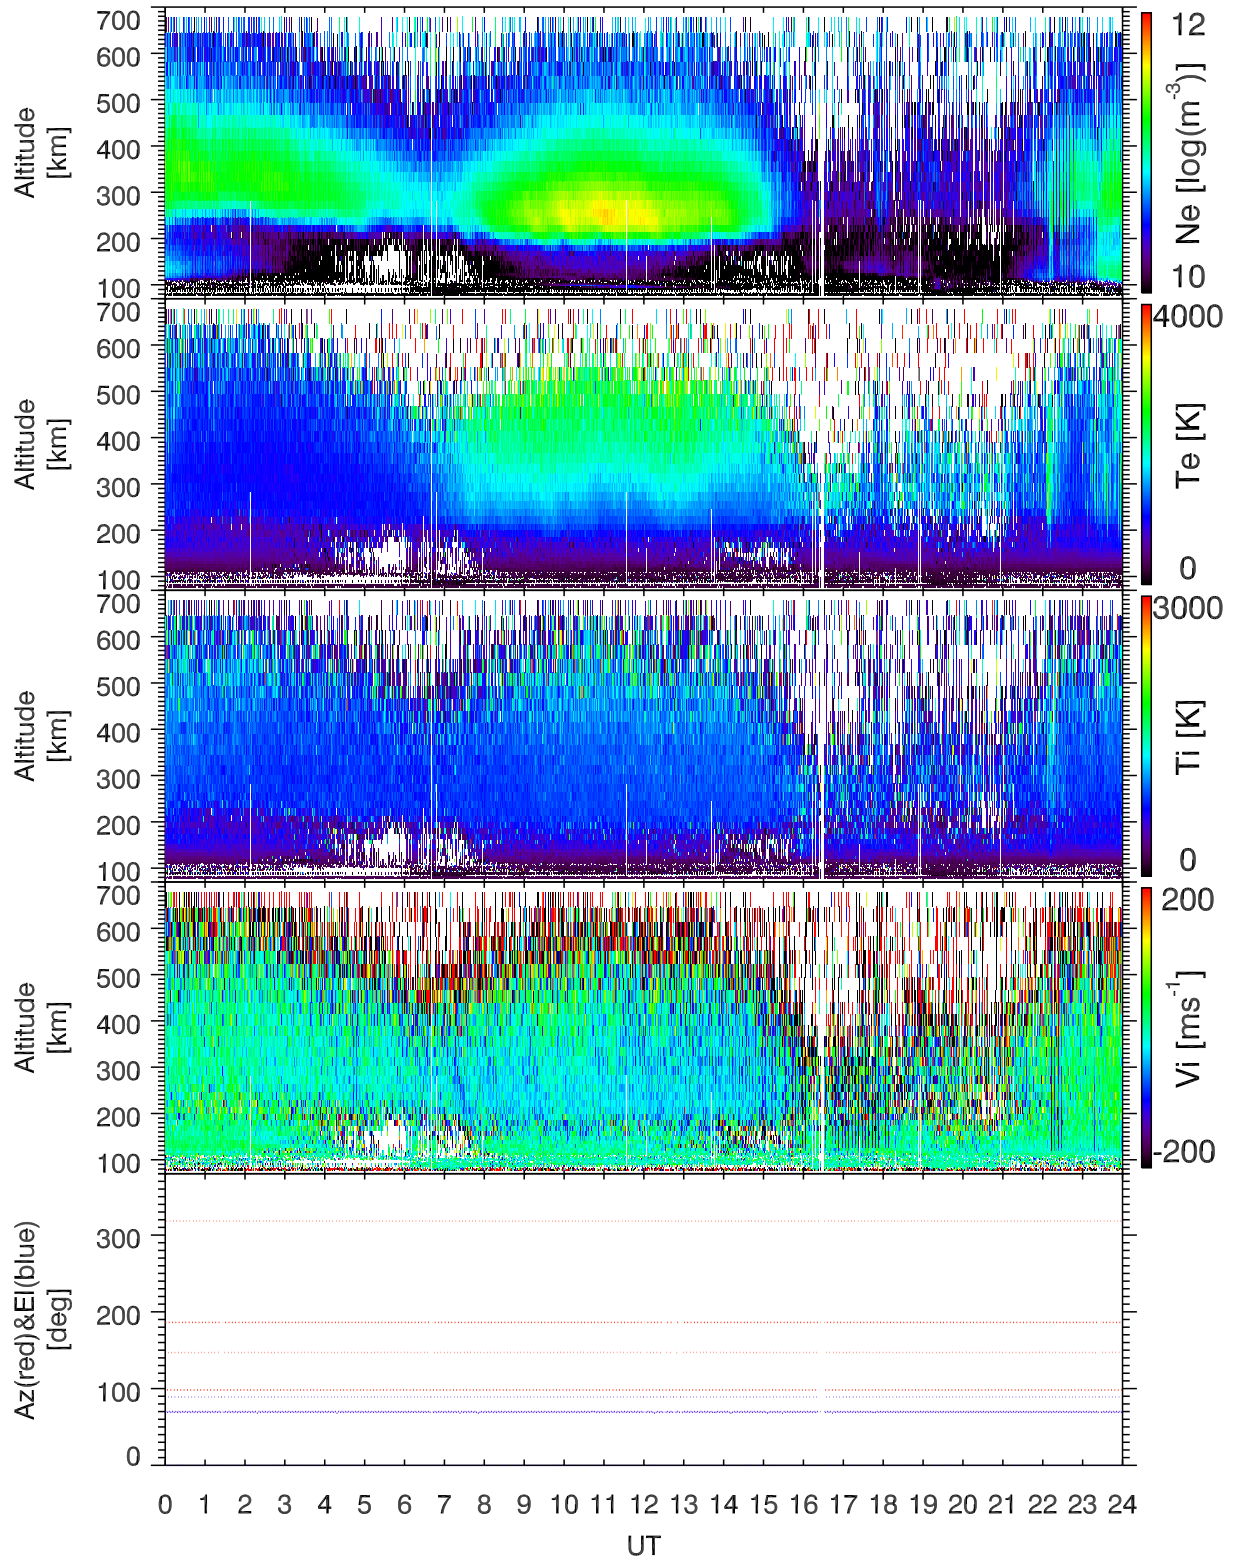 700
600
500
400
300
200
100
Altitude
[km]
12
10
Ne [log(m⁻³)]
700
600
500
400
300
200
100
Altitude
[km]
4000
0
Te [K]
700
600
500
400
300
200
100
Altitude
[km]
3000
0
Ti [K]
700
600
500
400
300
200
100
Altitude
[km]
200
-200
Vi [ms⁻¹]
300
200
100
0
Az(red)&El(blue)
[deg]
0 1 2 3 4 5 6 7 8 9 10 11 12 13 14 15 16 17 18 19 20 21 22 23 24
UT